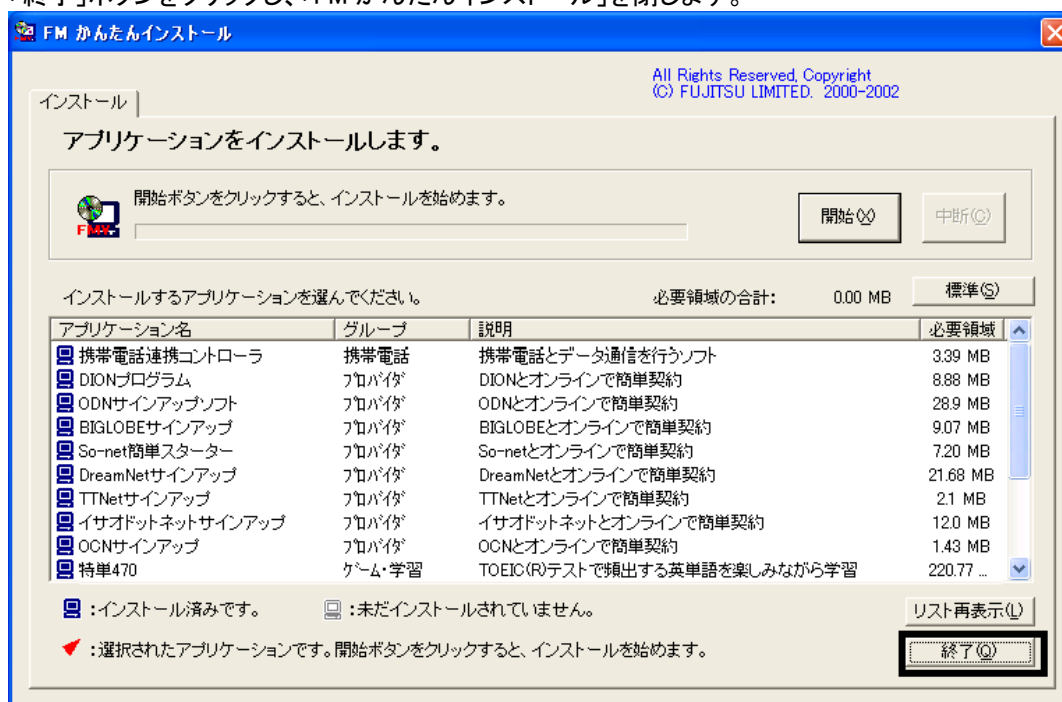 「終了」ボタンをクリックし、「FM かんたんインストール」を閉じます。
FM かんたんインストール
All Rights Reserved, Copyright
(C) FUJITSU LIMITED. 2000-2002
インストール
アプリケーションをインストールします。
開始ボタンをクリックすると、インストールを始めます。
FMV
開始(X) 中断(C)
インストールするアプリケーションを選んでください。 必要領域の合計: 0.00 MB 標準(S)
アプリケーション名 グループ 説明 必要領域
携帯電話連携コントローラ 携帯電話 携帯電話とデータ通信を行うソフト 3.39 MB
DIONプログラム プロバイダ DIONとオンラインで簡単契約 8.88 MB
ODNサインアップソフト プロバイダ ODNとオンラインで簡単契約 28.9 MB
BIGLOBEサインアップ プロバイダ BIGLOBEとオンラインで簡単契約 9.07 MB
So-net簡単スターター プロバイダ So-netとオンラインで簡単契約 7.20 MB
DreamNetサインアップ プロバイダ DreamNetとオンラインで簡単契約 21.68 MB
TTNetサインアップ プロバイダ TTNetとオンラインで簡単契約 2.1 MB
イサオドットネットサインアップ プロバイダ イサオドットネットとオンラインで簡単契約 12.0 MB
OCNサインアップ プロバイダ OCNとオンラインで簡単契約 1.43 MB
特単470 ゲーム・学習 TOEIC(R)テストで頻出する英単語を楽しみながら学習 220.77 ...
:インストール済みです。 :未だインストールされていません。 リスト再表示(L)
:選択されたアプリケーションです。開始ボタンをクリックすると、インストールを始めます。 終了(Q)